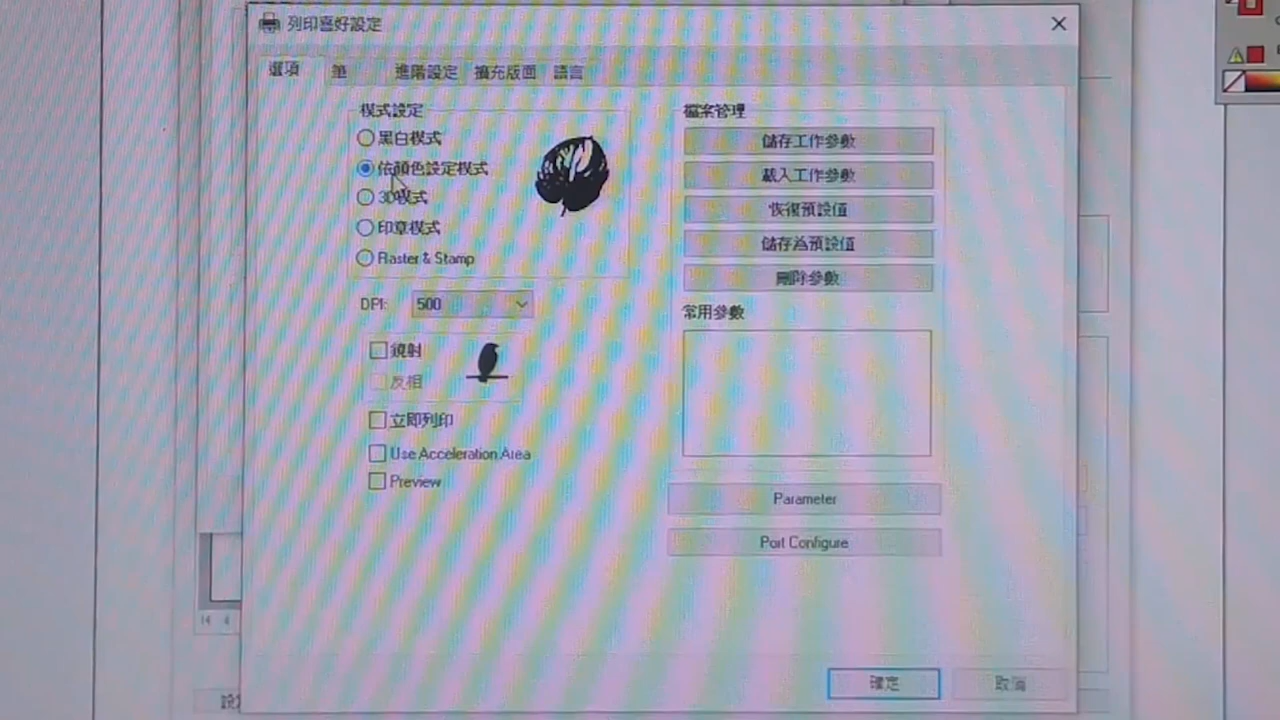 列印喜好設定
選項 筆 進階設定 擴充版面 語言
模式設定
黑白模式
依顏色設定模式
3D模式
印章模式
Raster & Stamp
DPI: 500
鏡射
反相
立即列印
Use Acceleration Area
Preview
檔案管理
儲存工作參數
載入工作參數
恢復預設值
儲存為預設值
刪除參數
常用參數
Parameter
Port Configure
確定 取消